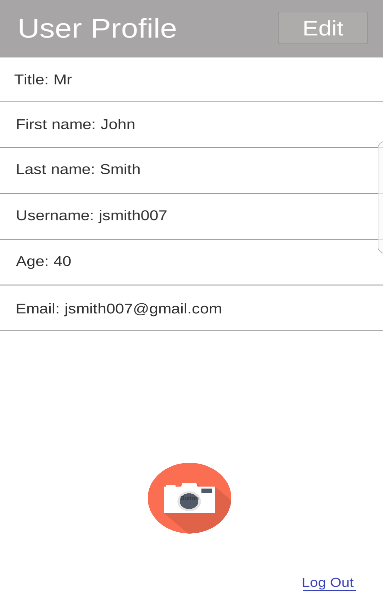 User Profile
Edit
Title: Mr
First name: John
Last name: Smith
Username: jsmith007
Age: 40
Email: jsmith007@gmail.com
Log Out